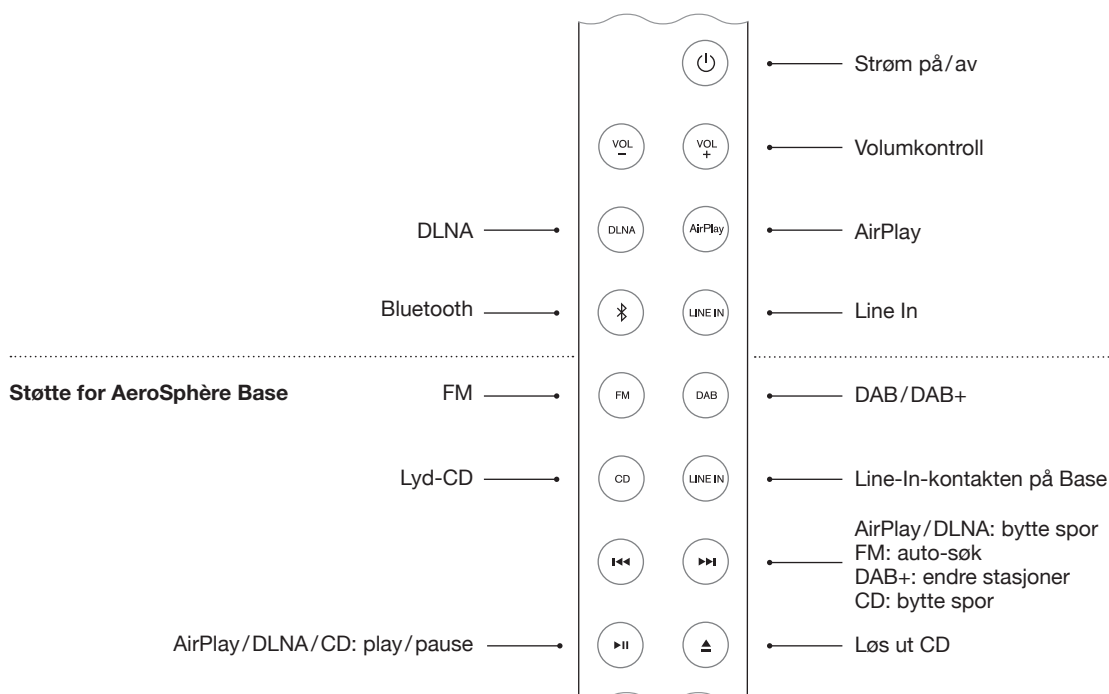 Strøm på/av
VOL
−
VOL
+
Volumkontroll
DLNA
DLNA
AirPlay
AirPlay
Bluetooth
LINE IN
Line In
Støtte for AeroSphère Base
FM
FM
DAB
DAB/DAB+
Lyd-CD
CD
LINE IN
Line-In-kontakten på Base
AirPlay/DLNA: bytte spor
FM: auto-søk
DAB+: endre stasjoner
CD: bytte spor
AirPlay/DLNA/CD: play/pause
Løs ut CD